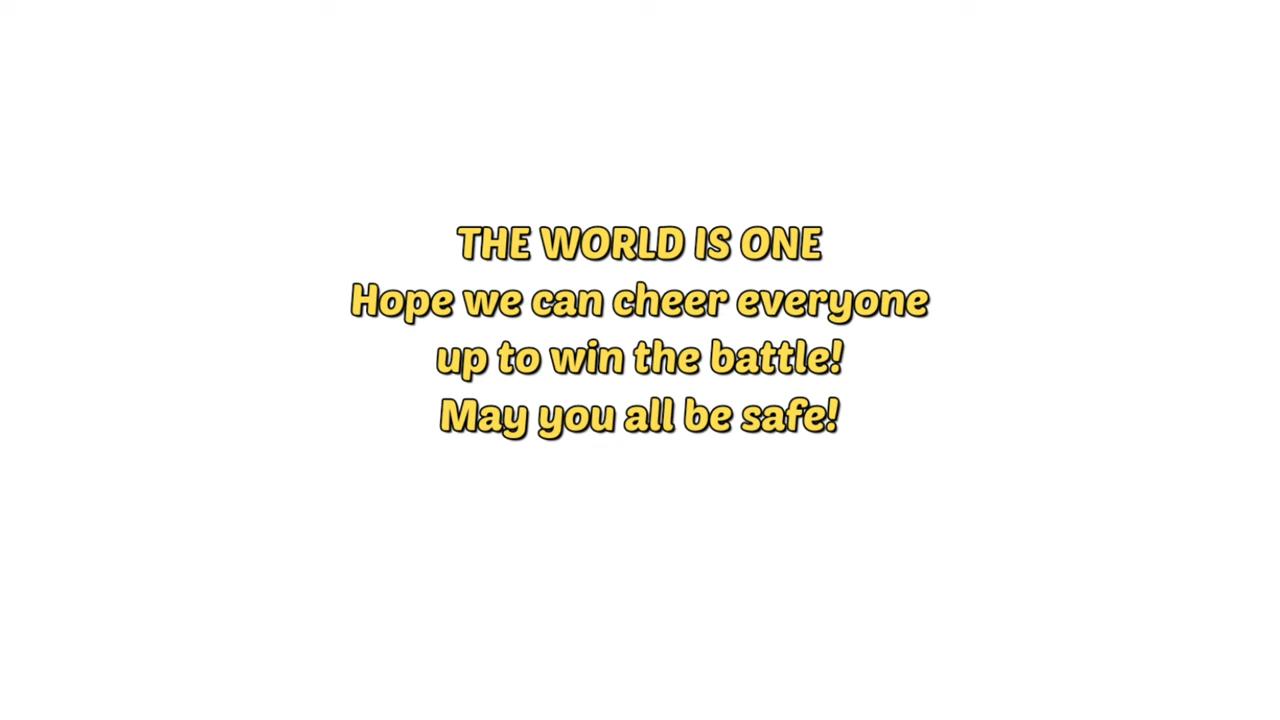 THE WORLD IS ONE
Hope we can cheer everyone
up to win the battle!
May you all be safe!